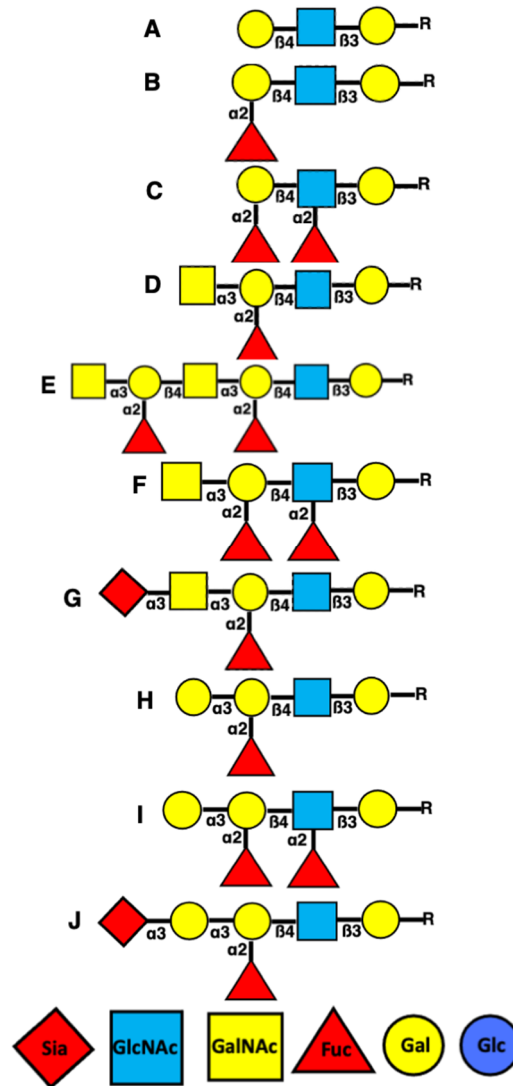 A β4 β3 R
B β4 β3 R
α2
C β4 β3 R
α2 α2
D α3 β4 β3 R
α2
E α3 β4 α3 β4 β3 R
α2 α2
F α3 β4 β3 R
α2 α2
G α3 α3 β4 β3 R
α2
H α3 β4 β3 R
α2
I α3 β4 β3 R
α2 α2
J α3 α3 β4 β3 R
α2
Sia GlcNAc GalNAc Fuc Gal Glc